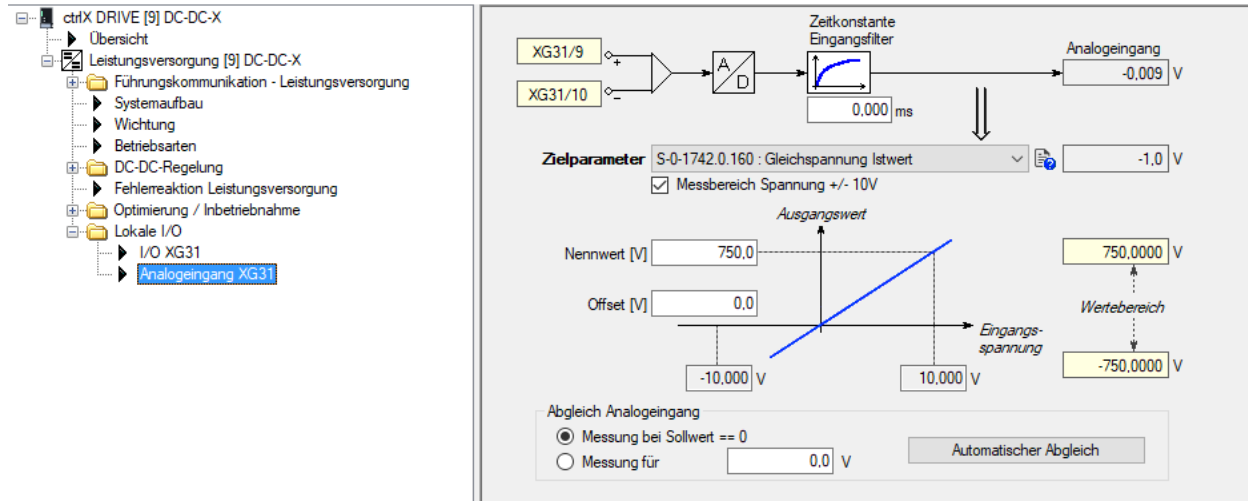 ctrlX DRIVE [9] DC-DC-X
Übersicht
Leistungsversorgung [9] DC-DC-X
Führungskommunikation - Leistungsversorgung
Systemaufbau
Wichtung
Betriebsarten
DC-DC-Regelung
Fehlerreaktion Leistungsversorgung
Optimierung / Inbetriebnahme
Lokale I/O
I/O XG31
Analogeingang XG31
Zeitkonstante
Eingangsfilter
XG31/9
+
A/D
Analogeingang
-0,009 V
XG31/10
-
0,000 ms
Zielparameter S-0-1742.0.160 : Gleichspannung Istwert
-1,0 V
Messbereich Spannung +/- 10V
Ausgangswert
Nennwert [V] 750,0
750,0000 V
Offset [V] 0,0
Wertebereich
Eingangs-
spannung
-750,0000 V
-10,000 V
10,000 V
Abgleich Analogeingang
Messung bei Sollwert == 0
Messung für 0,0 V
Automatischer Abgleich